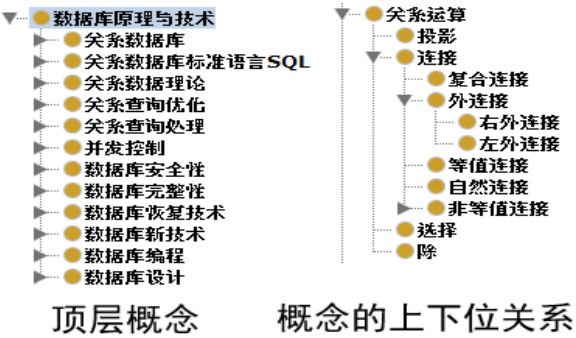 数据库原理与技术
关系数据库
关系数据库标准语言SQL
关系数据理论
关系查询优化
关系查询处理
并发控制
数据库安全性
数据库完整性
数据库恢复技术
数据库新技术
数据库编程
数据库设计
顶层概念
关系运算
投影
连接
复合连接
外连接
右外连接
左外连接
等值连接
自然连接
非等值连接
选择
除
概念的上下位关系